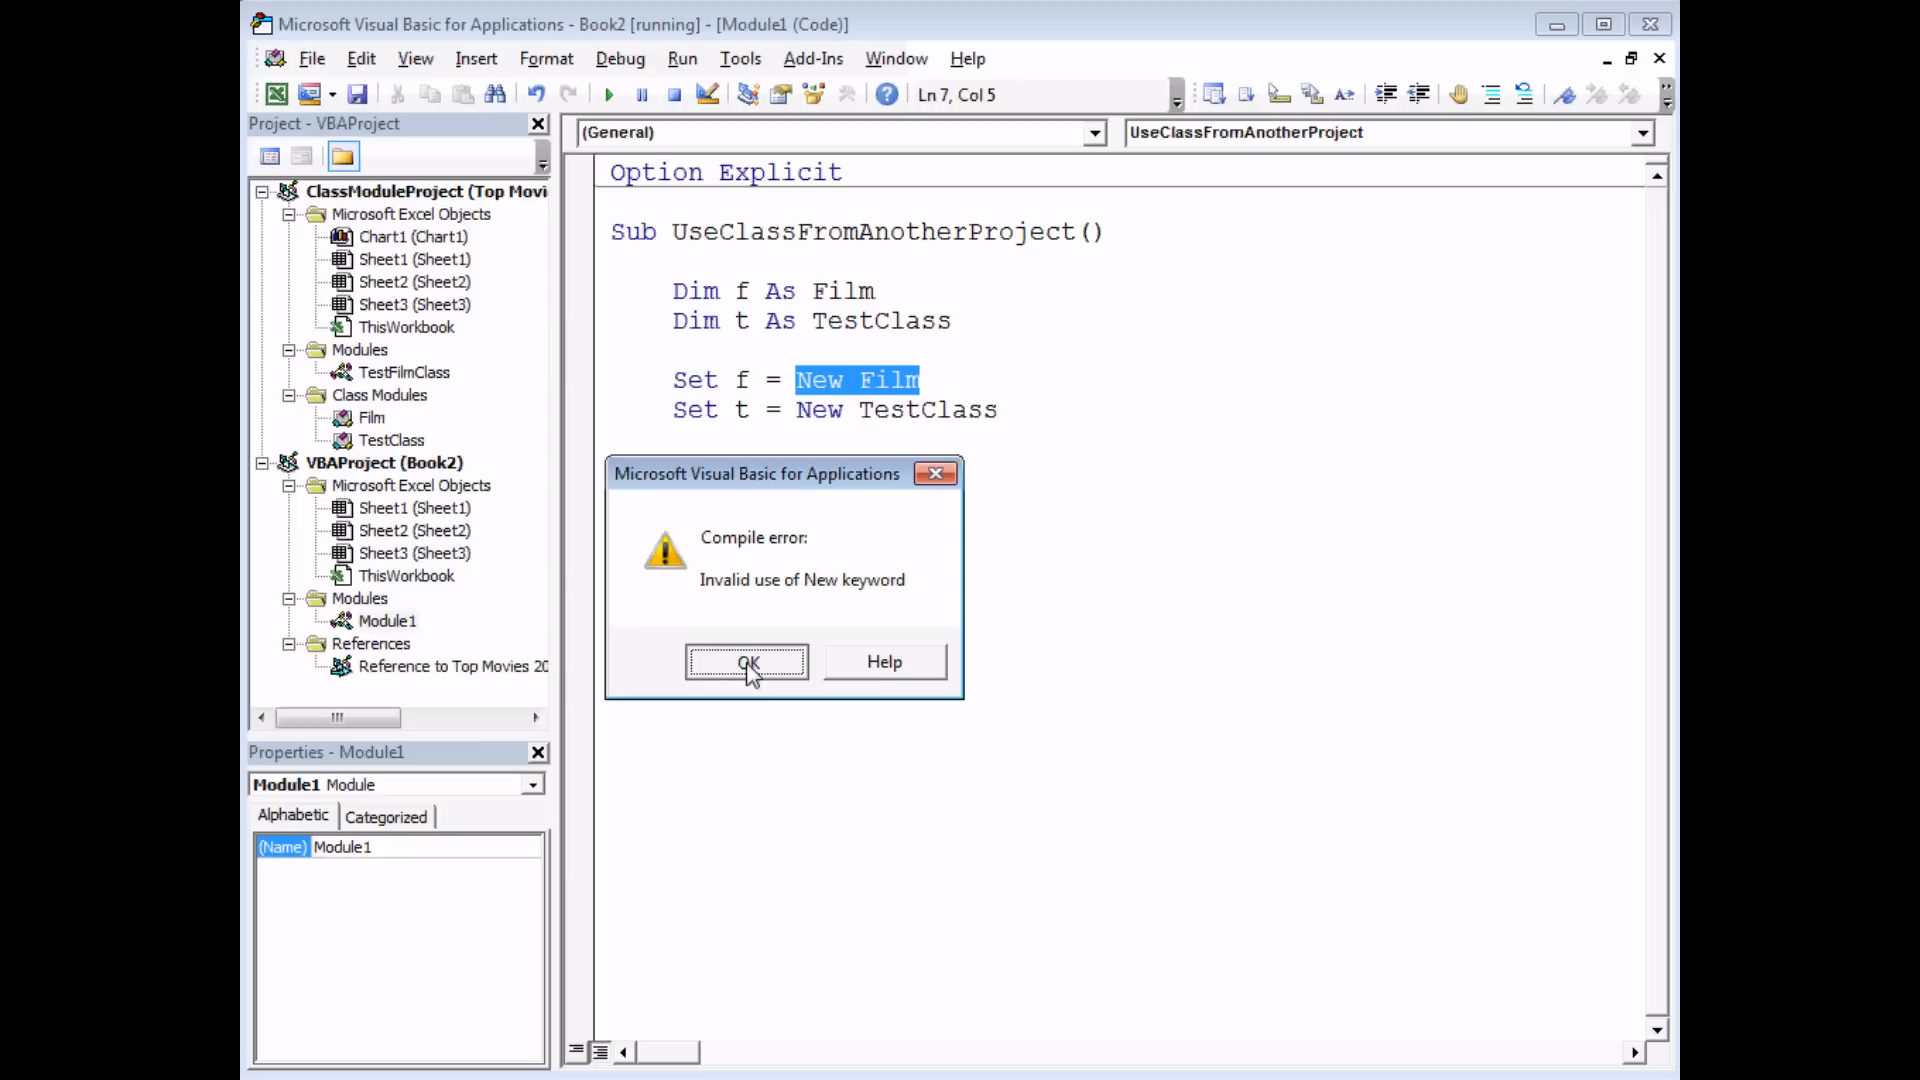 Microsoft Visual Basic for Applications - Book2 [running] - [Module1 (Code)]
File Edit View Insert Format Debug Run Tools Add-Ins Window Help
Ln 7, Col 5
Project - VBAProject
(General)
UseClassFromAnotherProject
ClassModuleProject (Top Movi
Microsoft Excel Objects
Chart1 (Chart1)
Sheet1 (Sheet1)
Sheet2 (Sheet2)
Sheet3 (Sheet3)
ThisWorkbook
Modules
TestFilmClass
Class Modules
Film
TestClass
VBAProject (Book2)
Microsoft Excel Objects
Sheet1 (Sheet1)
Sheet2 (Sheet2)
Sheet3 (Sheet3)
ThisWorkbook
Modules
Module1
References
Reference to Top Movies 20
Properties - Module1
Module1 Module
Alphabetic Categorized
(Name) Module1
Option Explicit
Sub UseClassFromAnotherProject()
Dim f As Film
Dim t As TestClass
Set f = New Film
Set t = New TestClass
Microsoft Visual Basic for Applications
Compile error:
Invalid use of New keyword
OK Help